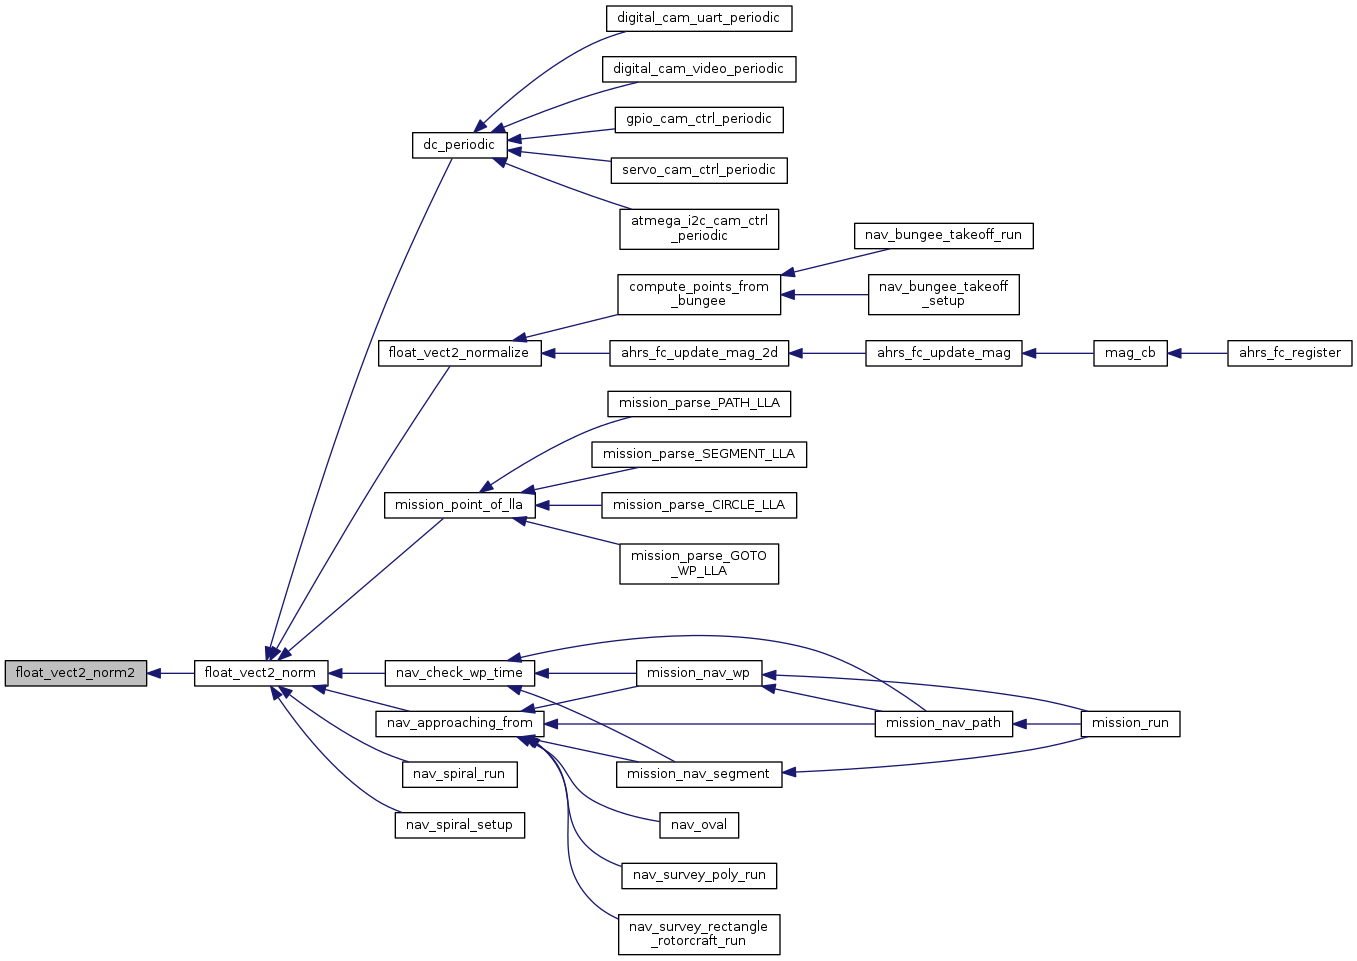 digital_cam_uart_periodic
digital_cam_video_periodic
gpio_cam_ctrl_periodic
dc_periodic
servo_cam_ctrl_periodic
atmega_i2c_cam_ctrl
_periodic
nav_bungee_takeoff_run
compute_points_from
_bungee
nav_bungee_takeoff
_setup
float_vect2_normalize
ahrs_fc_update_mag_2d
ahrs_fc_update_mag
mag_cb
ahrs_fc_register
mission_parse_PATH_LLA
mission_parse_SEGMENT_LLA
mission_point_of_lla
mission_parse_CIRCLE_LLA
mission_parse_GOTO
_WP_LLA
float_vect2_norm2
float_vect2_norm
nav_check_wp_time
mission_nav_wp
nav_approaching_from
mission_nav_path
mission_run
nav_spiral_run
mission_nav_segment
nav_spiral_setup
nav_oval
nav_survey_poly_run
nav_survey_rectangle
_rotorcraft_run